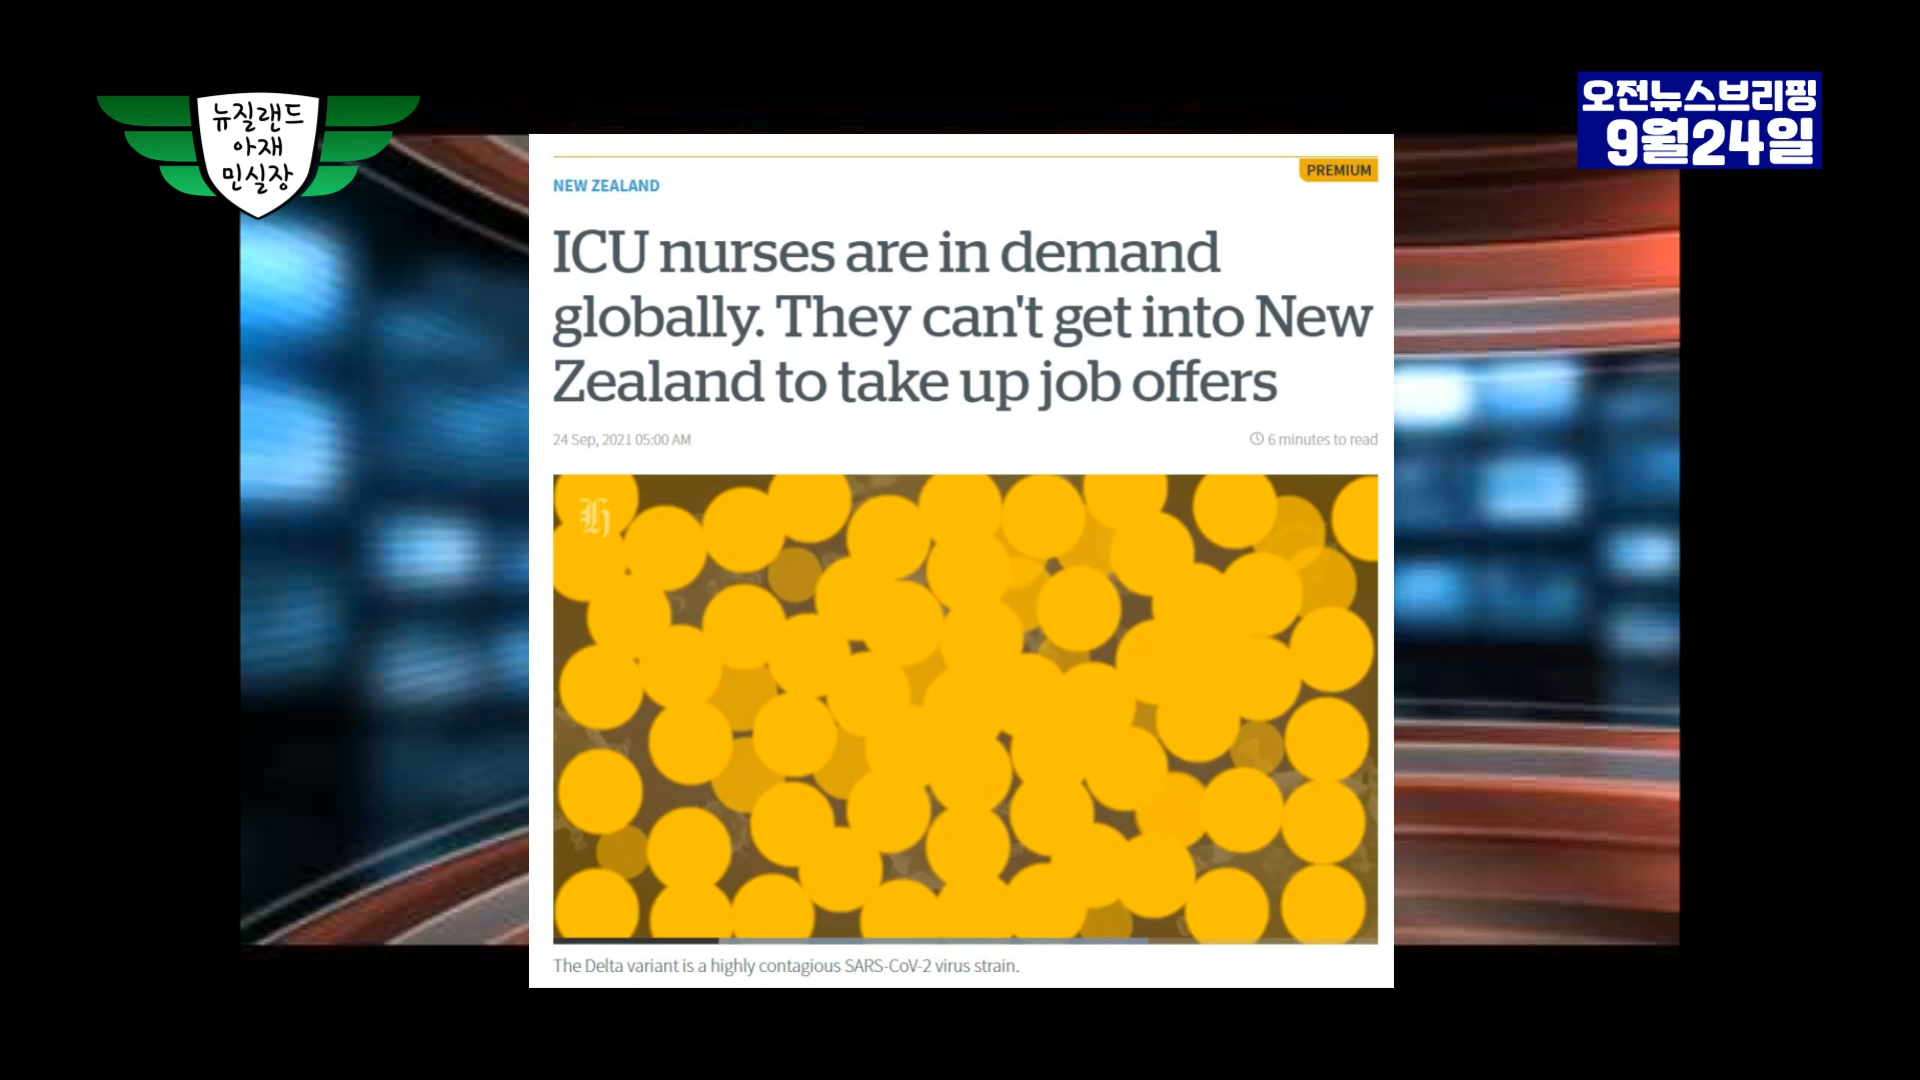 뉴질랜드
아재
민실장
오전뉴스브리핑
9월24일
PREMIUM
NEW ZEALAND
ICU nurses are in demand
globally. They can't get into New
Zealand to take up job offers
24 Sep, 2021 05:00 AM
6 minutes to read
H
The Delta variant is a highly contagious SARS-CoV-2 virus strain.